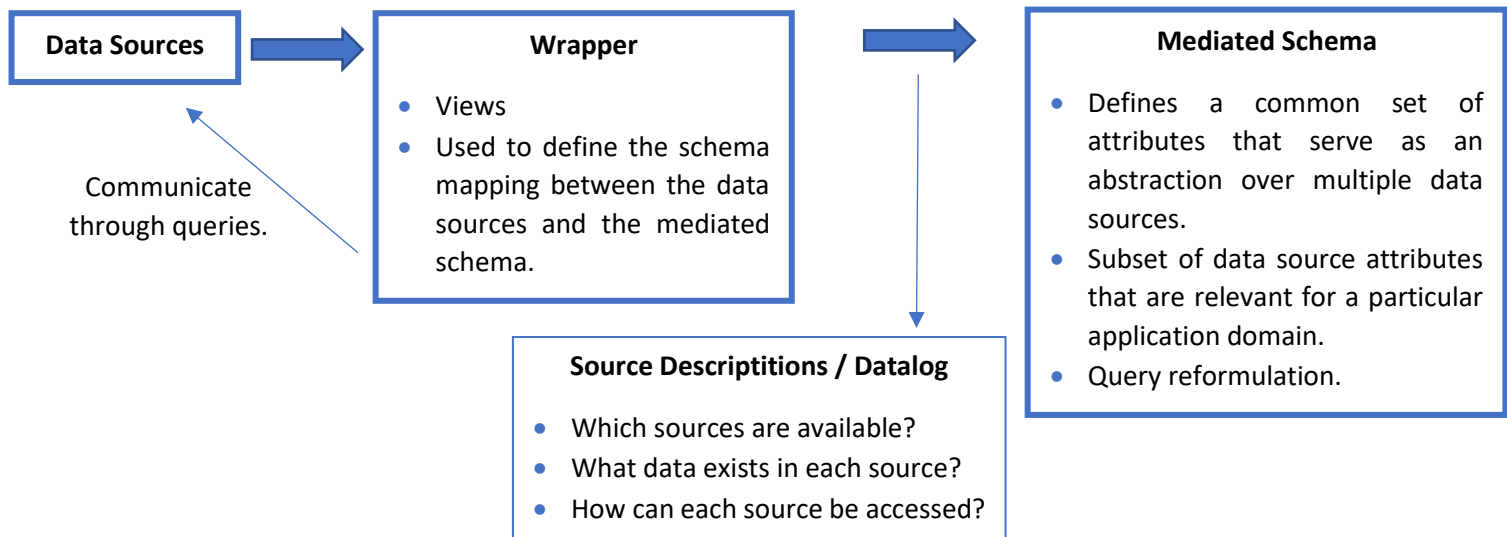 Data Sources
Communicate
through queries.
Wrapper
• Views
• Used to define the schema
mapping between the data
sources and the mediated
schema.
Source Descriptitions / Datalog
• Which sources are available?
• What data exists in each source?
• How can each source be accessed?
Mediated Schema
• Defines a common set of
attributes that serve as an
abstraction over multiple data
sources.
• Subset of data source attributes
that are relevant for a particular
application domain.
• Query reformulation.